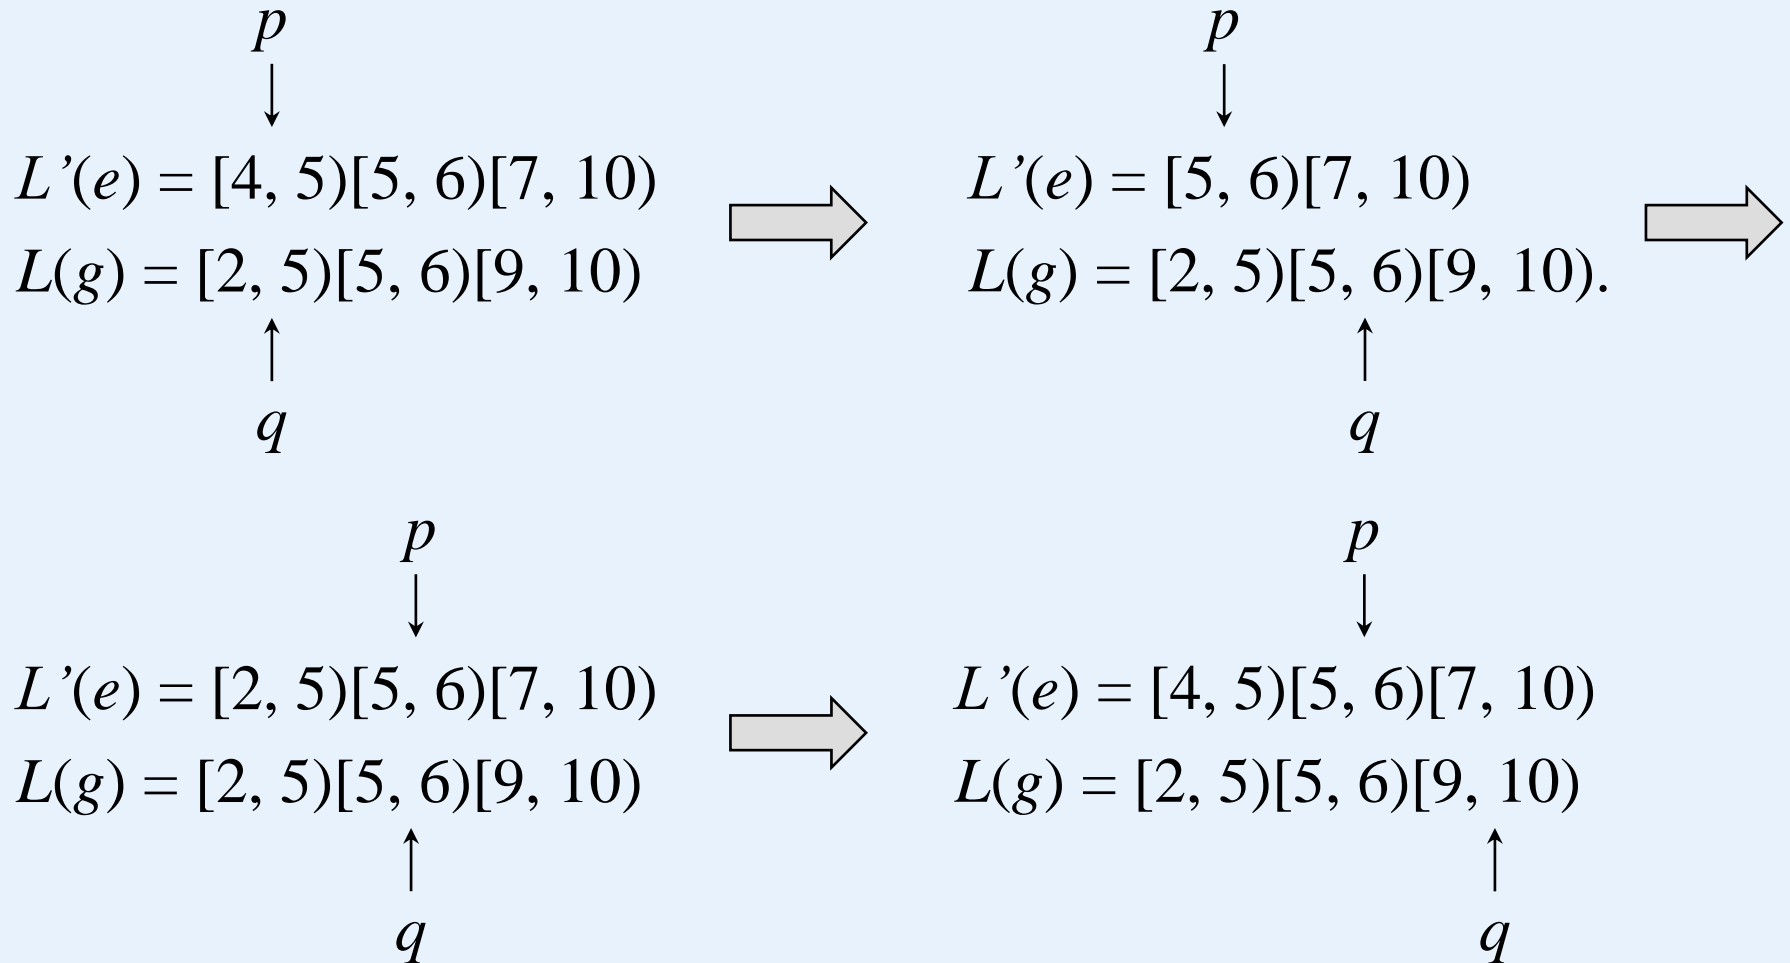 p p
L’(e) = [4, 5)[5, 6)[7, 10) L’(e) = [5, 6)[7, 10)
L(g) = [2, 5)[5, 6)[9, 10) L(g) = [2, 5)[5, 6)[9, 10).
q q
p p
L’(e) = [2, 5)[5, 6)[7, 10) L’(e) = [4, 5)[5, 6)[7, 10)
L(g) = [2, 5)[5, 6)[9, 10) L(g) = [2, 5)[5, 6)[9, 10)
q q